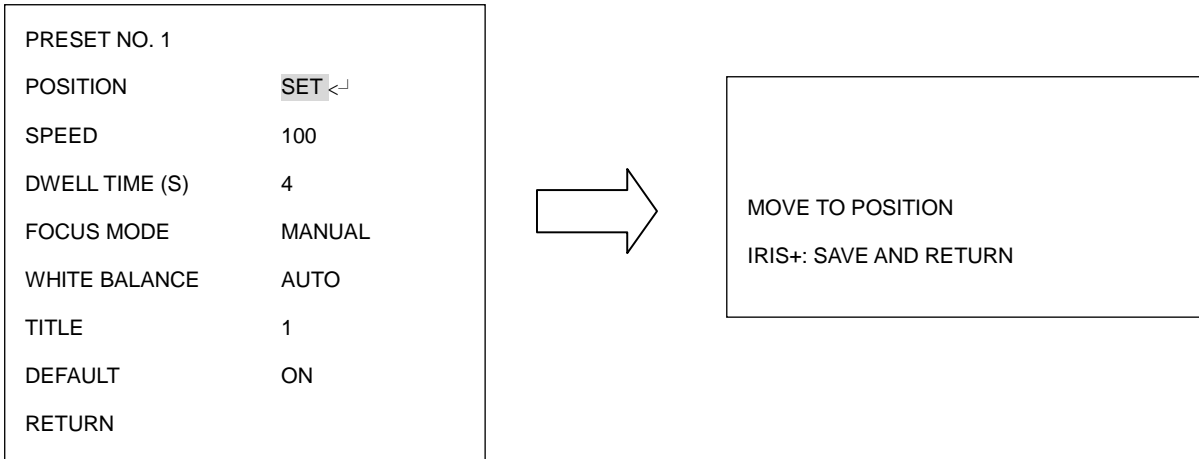 PRESET NO. 1
POSITION SET <┘
SPEED 100
DWELL TIME (S) 4
FOCUS MODE MANUAL
WHITE BALANCE AUTO
TITLE 1
DEFAULT ON
RETURN
MOVE TO POSITION
IRIS+: SAVE AND RETURN